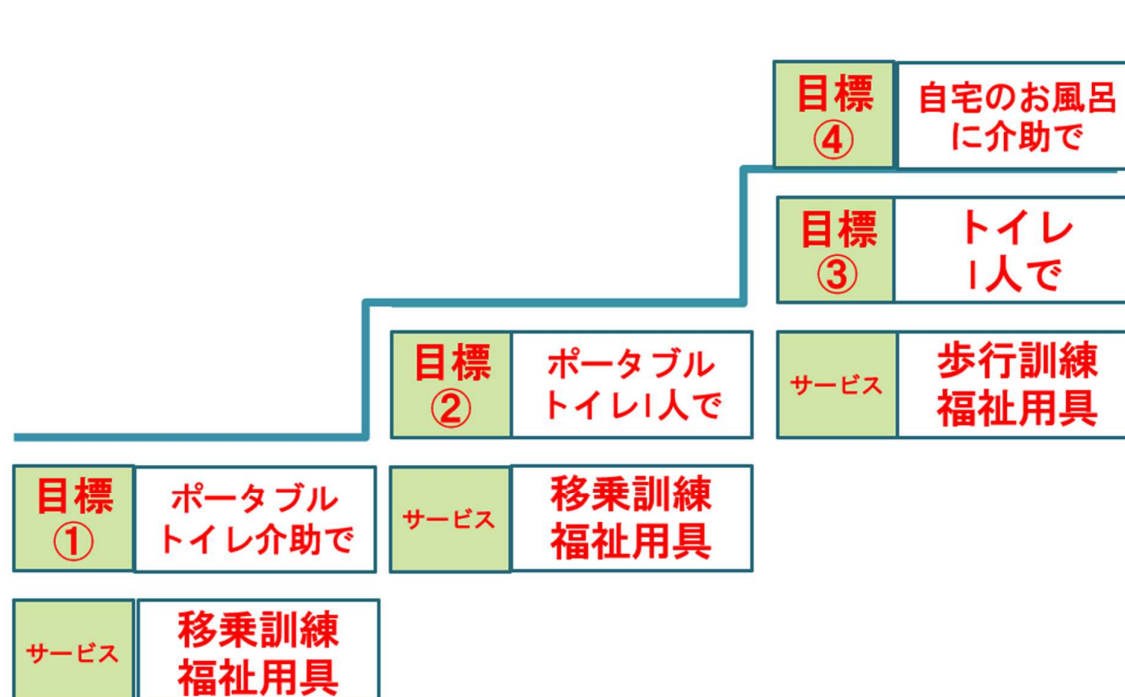 目標
④
自宅のお風呂
に介助で
目標
③
トイレ
1人で
サービス
歩行訓練
福祉用具
目標
②
ポータブル
トイレ1人で
サービス
移乗訓練
福祉用具
目標
①
ポータブル
トイレ介助で
サービス
移乗訓練
福祉用具